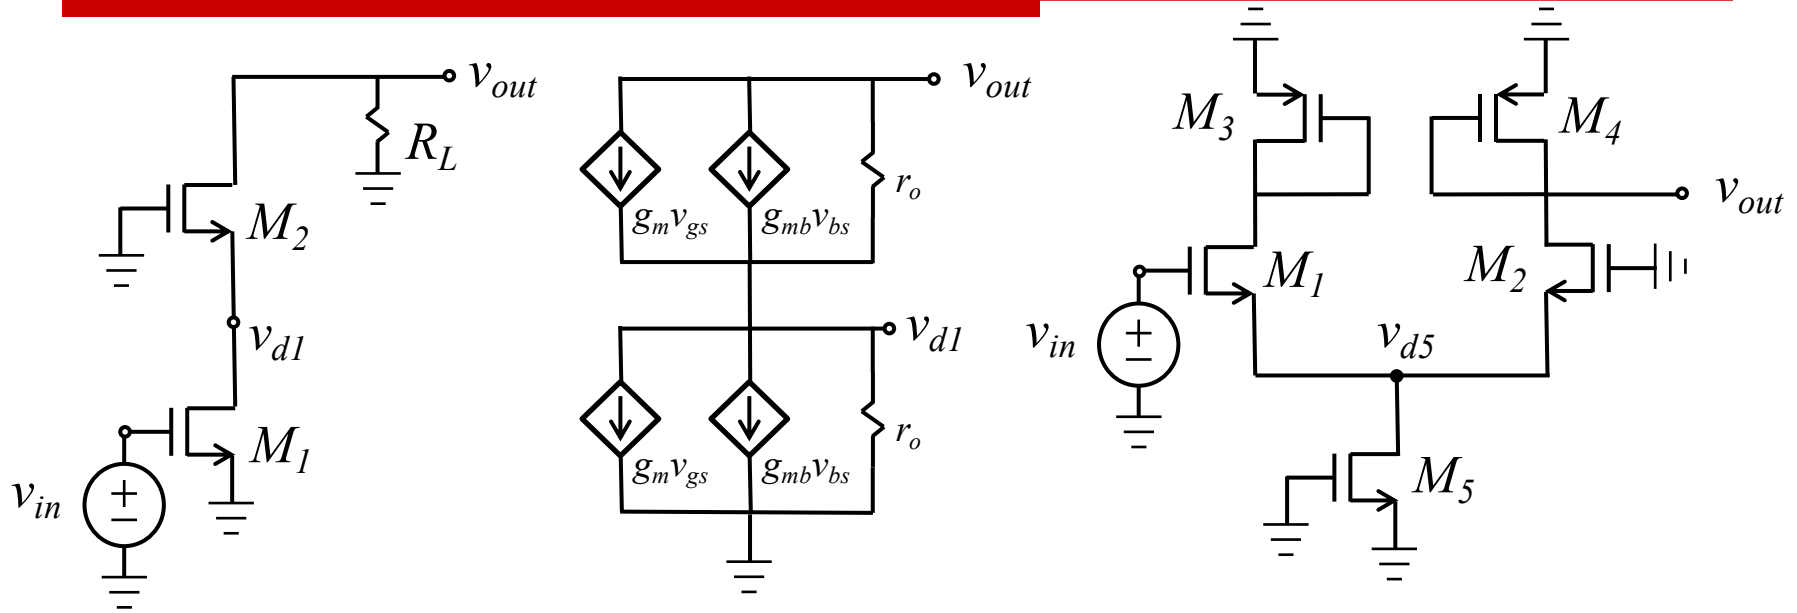 v_out
R_L
M_2
v_d1
M_1
v_in
+
−
v_out
g_m v_gs
g_mb v_bs
r_o
v_d1
g_m v_gs
g_mb v_bs
r_o
M_3
M_4
v_out
M_1
M_2
v_in
+
−
v_d5
M_5